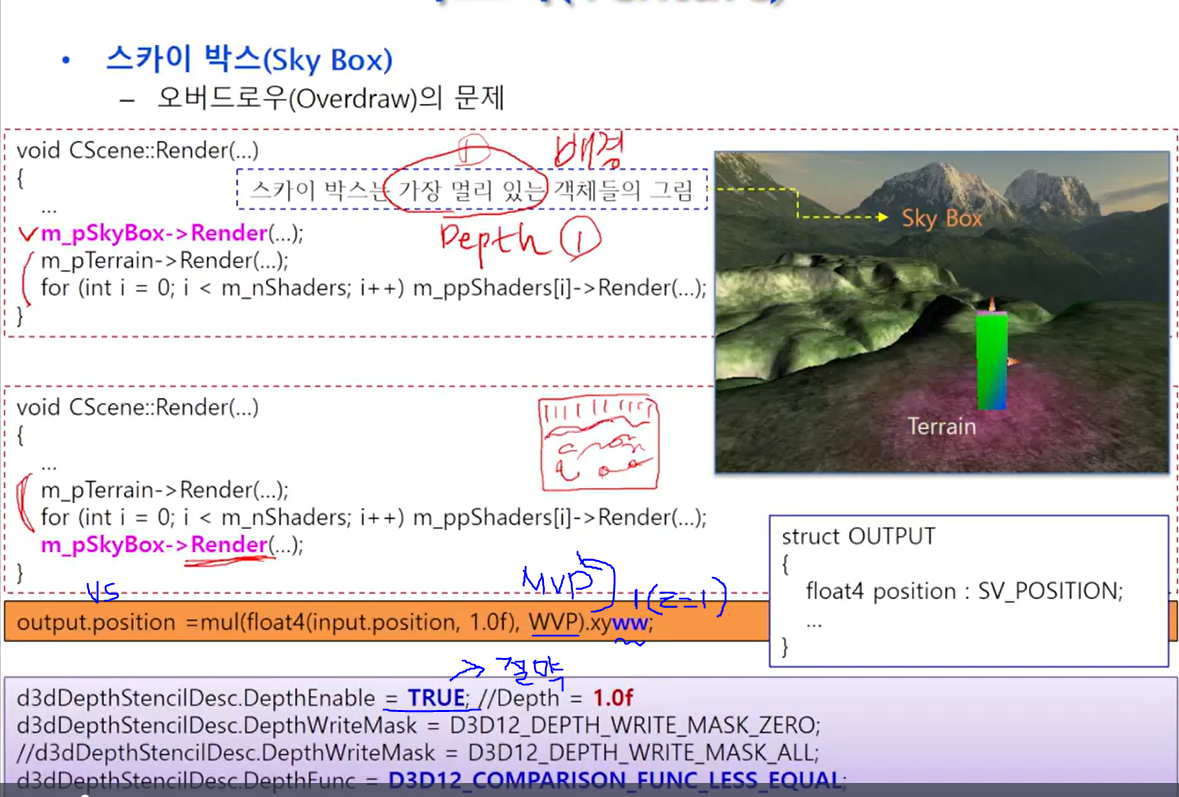 • 스카이 박스(Sky Box)
– 오버드로우(Overdraw)의 문제
void CScene::Render(...)
{
① 배경
스카이 박스는 가장 멀리 있는 객체들의 그림
...
m_pSkyBox->Render(...);
Depth ①
m_pTerrain->Render(...);
for (int i = 0; i < m_nShaders; i++) m_ppShaders[i]->Render(...);
}
Sky Box
Terrain
void CScene::Render(...)
{
...
m_pTerrain->Render(...);
for (int i = 0; i < m_nShaders; i++) m_ppShaders[i]->Render(...);
m_pSkyBox->Render(...);
}
struct OUTPUT
{
float4 position : SV_POSITION;
...
}
VS
MVP
1(z=1)
output.position =mul(float4(input.position, 1.0f), WVP).xyww;
d3dDepthStencilDesc.DepthEnable = TRUE; //Depth = 1.0f
d3dDepthStencilDesc.DepthWriteMask = D3D12_DEPTH_WRITE_MASK_ZERO;
//d3dDepthStencilDesc.DepthWriteMask = D3D12_DEPTH_WRITE_MASK_ALL;
d3dDepthStencilDesc.DepthFunc = D3D12_COMPARISON_FUNC_LESS_EQUAL;